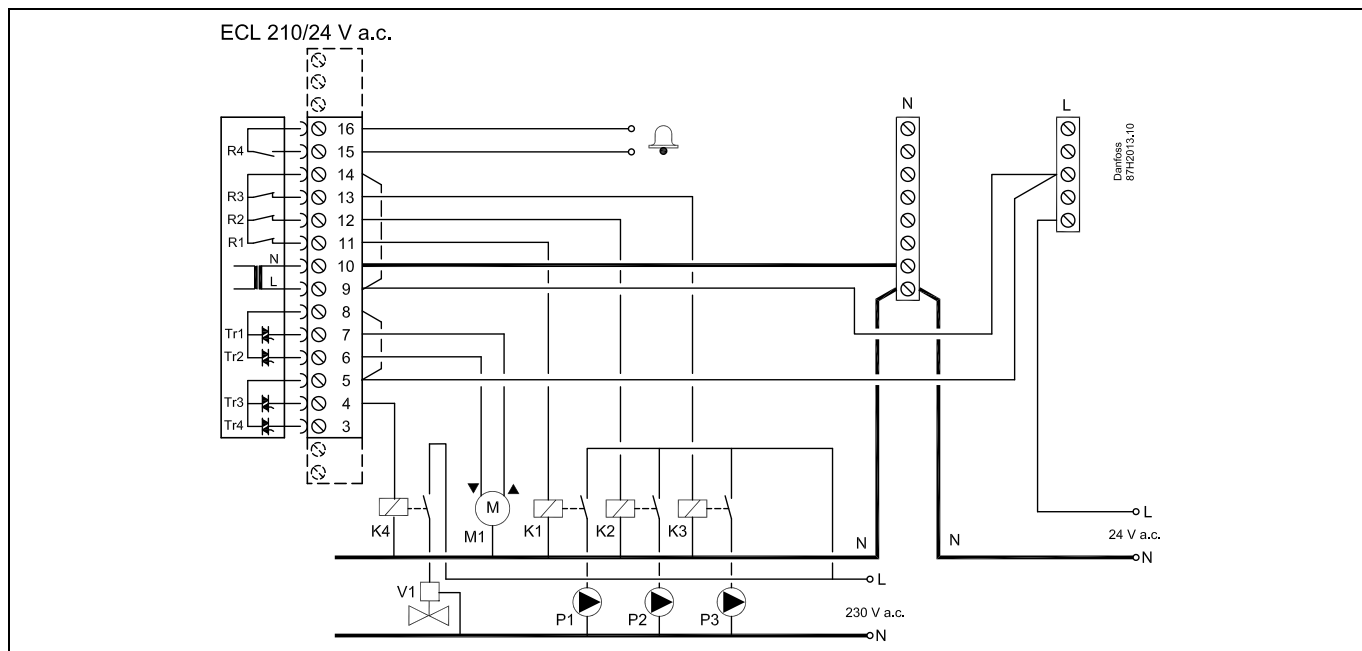 ECL 210/24 V a.c.
N
L
16
R4
15
14
R3
13
R2
12
R1
11
N
10
L
9
8
Tr1
7
Tr2
6
5
Tr3
4
Tr4
3
Danfoss
87H2013.10
M
K4
M1
K1
K2
K3
N
N
L
24 V a.c.
N
L
V1
P1
P2
P3
230 V a.c.
N